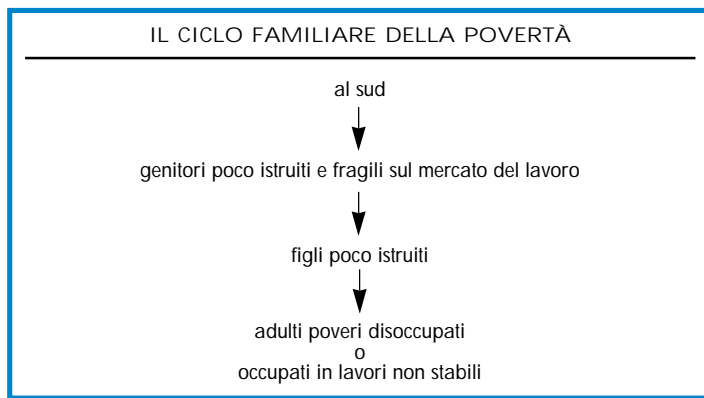 IL CICLO FAMILIARE DELLA POVERTÀ
al sud
genitori poco istruiti e fragili sul mercato del lavoro
figli poco istruiti
adulti poveri disoccupati
o
occupati in lavori non stabili